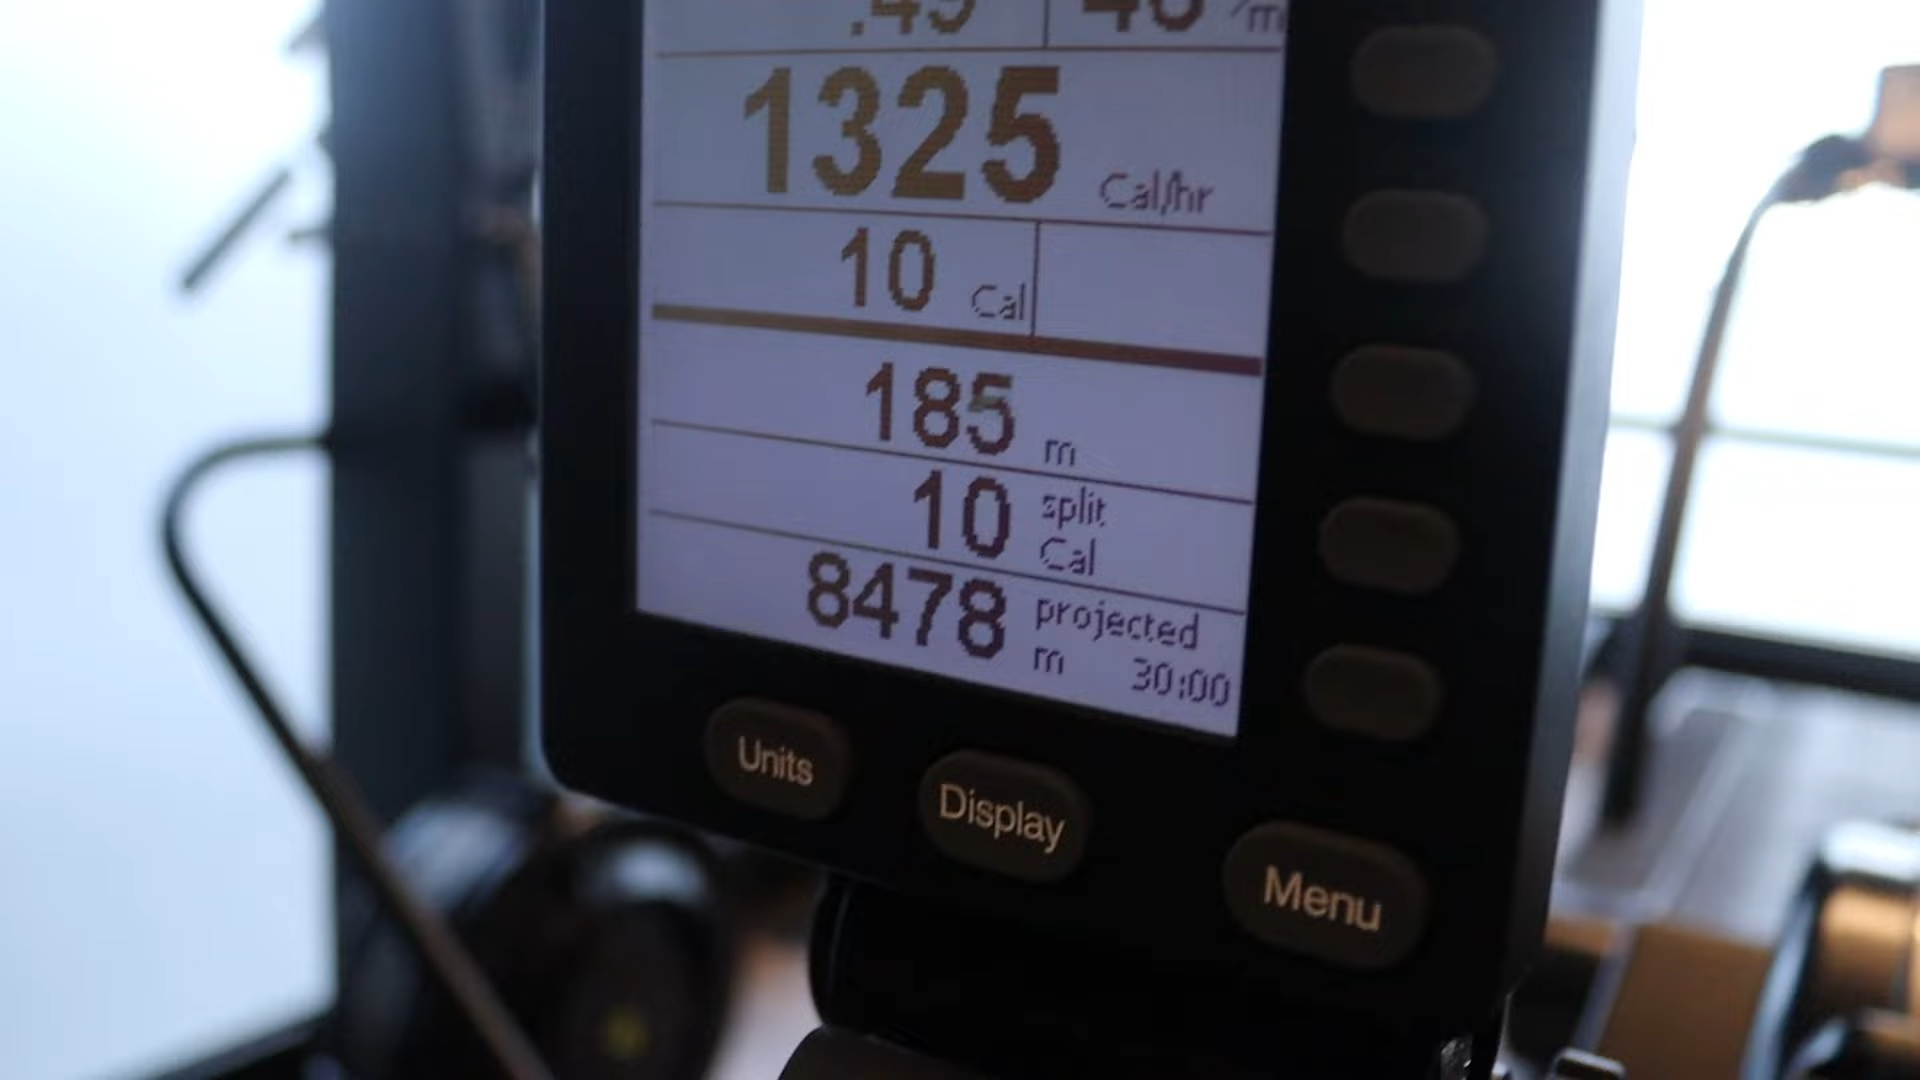 1325 Cal/hr
10 Cal
185 m
10 split Cal
8478 projected
m 30:00
Units
Display
Menu